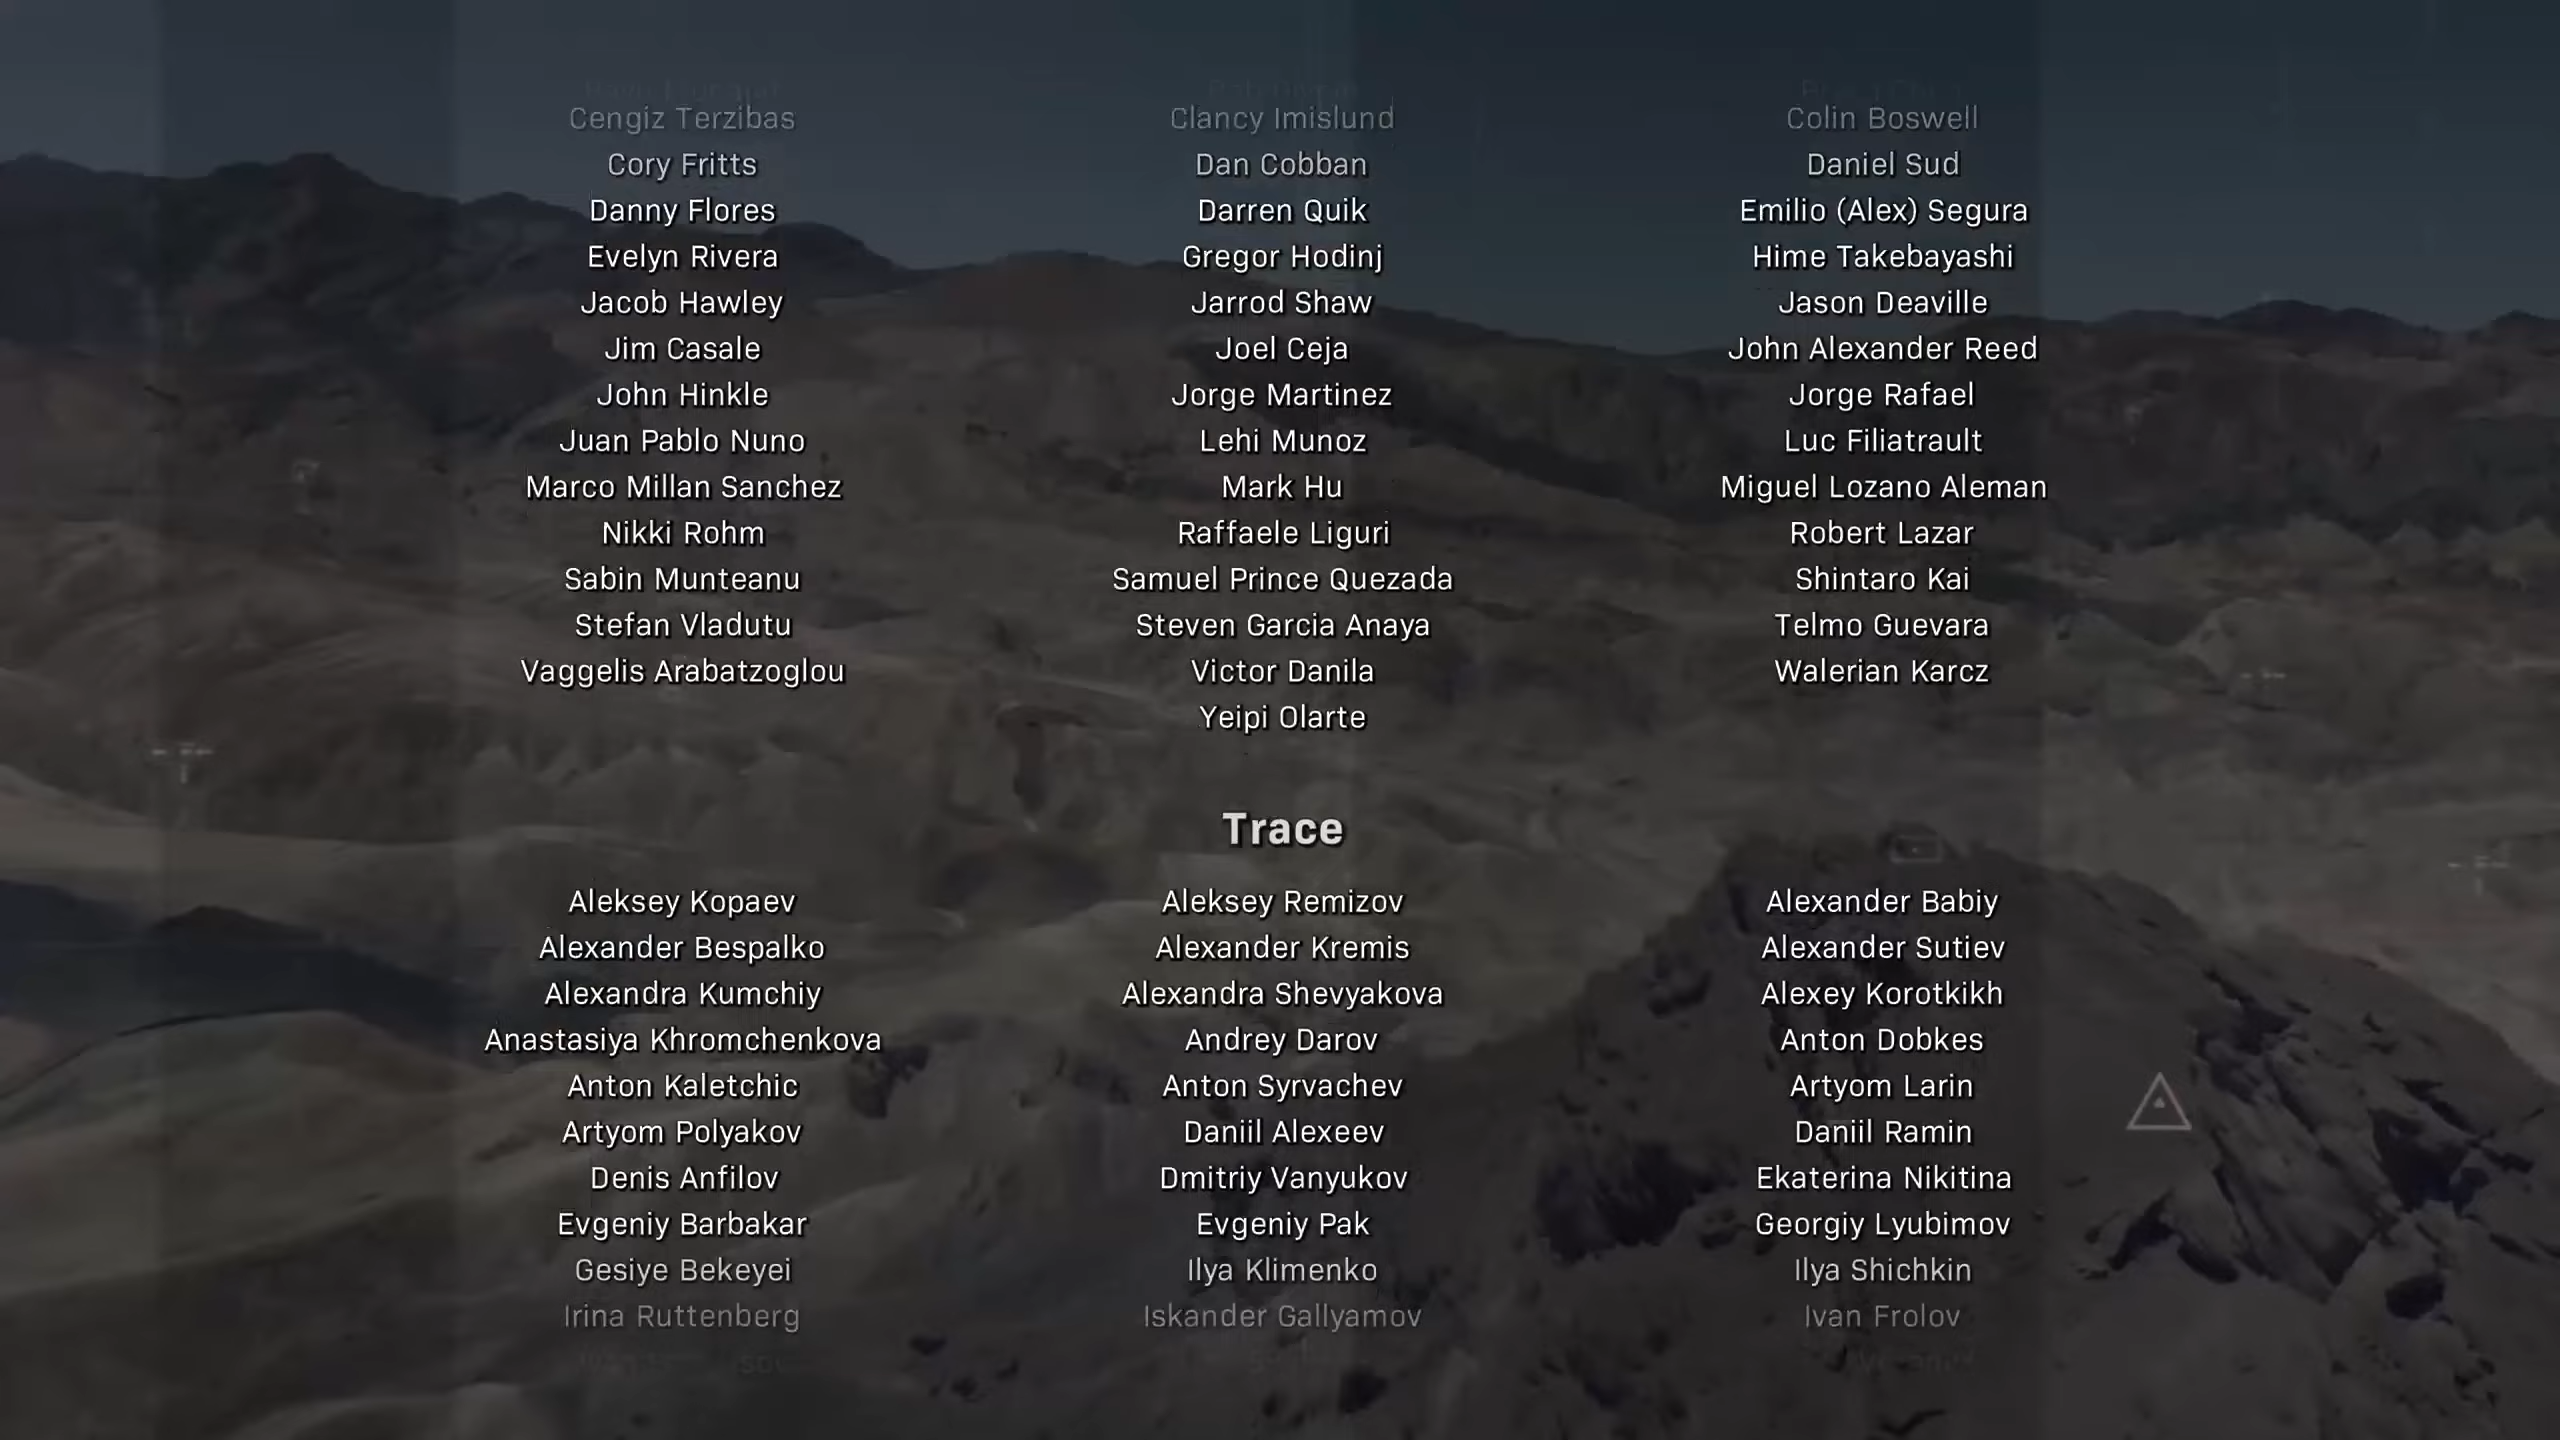 Cengiz Terzibas Clancy Imislund Colin Boswell
Cory Fritts Dan Cobban Daniel Sud
Danny Flores Darren Quik Emilio (Alex) Segura
Evelyn Rivera Gregor Hodinj Hime Takebayashi
Jacob Hawley Jarrod Shaw Jason Deaville
Jim Casale Joel Ceja John Alexander Reed
John Hinkle Jorge Martinez Jorge Rafael
Juan Pablo Nuno Lehi Munoz Luc Filiatrault
Marco Millan Sanchez Mark Hu Miguel Lozano Aleman
Nikki Rohm Raffaele Liguri Robert Lazar
Sabin Munteanu Samuel Prince Quezada Shintaro Kai
Stefan Vladutu Steven Garcia Anaya Telmo Guevara
Vaggelis Arabatzoglou Victor Danila Walerian Karcz
Yeipi Olarte
Trace
Aleksey Kopaev Aleksey Remizov Alexander Babiy
Alexander Bespalko Alexander Kremis Alexander Sutiev
Alexandra Kumchiy Alexandra Shevyakova Alexey Korotkikh
Anastasiya Khromchenkova Andrey Darov Anton Dobkes
Anton Kaletchic Anton Syrvachev Artyom Larin
Artyom Polyakov Daniil Alexeev Daniil Ramin
Denis Anfilov Dmitriy Vanyukov Ekaterina Nikitina
Evgeniy Barbakar Evgeniy Pak Georgiy Lyubimov
Gesiye Bekeyei Ilya Klimenko Ilya Shichkin
Irina Ruttenberg Iskander Gallyamov Ivan Frolov